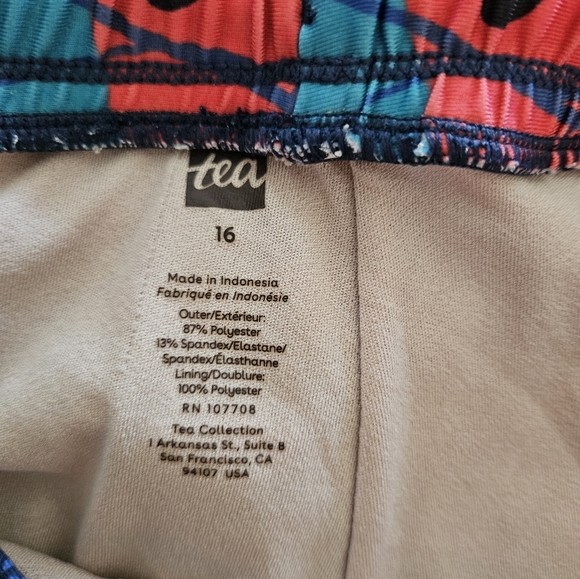 tea
16
Made in Indonesia
Fabriqué en Indonésie
Outer/Extérieur:
87% Polyester
13% Spandex/Elastane/
Spandex/Élasthanne
Lining/Doublure:
100% Polyester
RN 107708
Tea Collection
1 Arkansas St., Suite B
San Francisco, CA
94107 USA